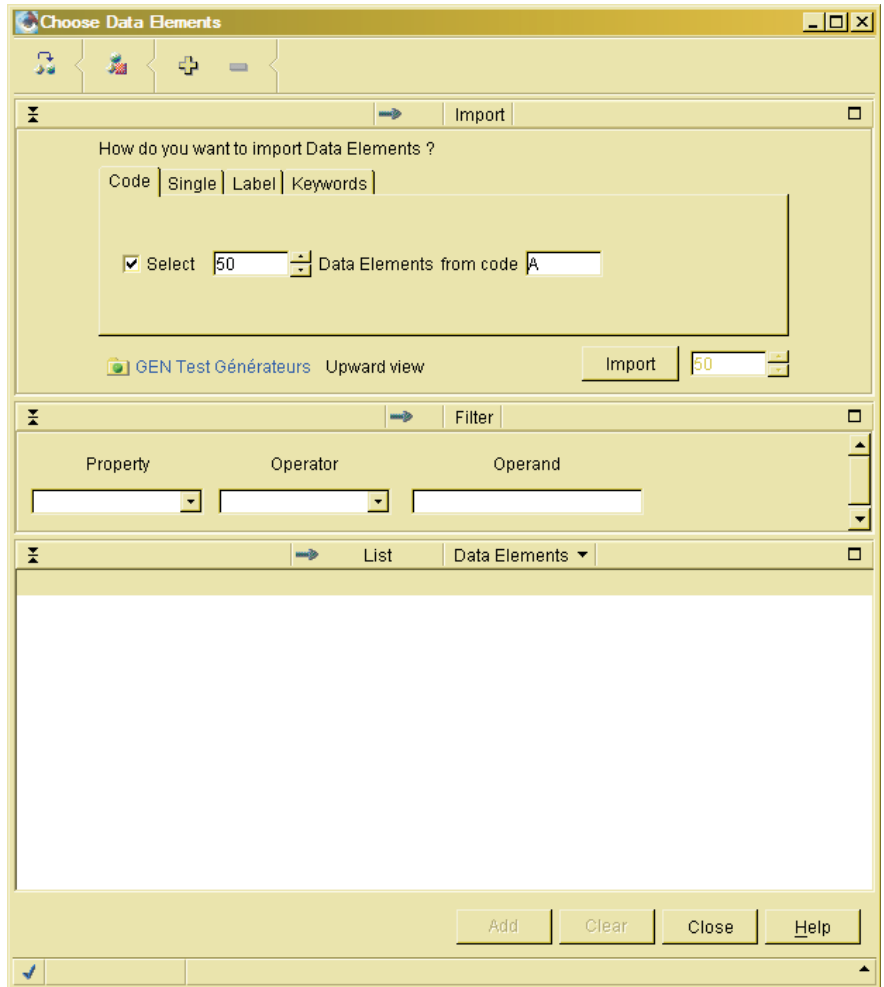 Choose Data Elements
Import
How do you want to import Data Elements ?
Code Single Label Keywords
Select 50 Data Elements from code A
GEN Test Générateurs Upward view Import 50
Filter
Property Operator Operand
List Data Elements
Add Clear Close Help